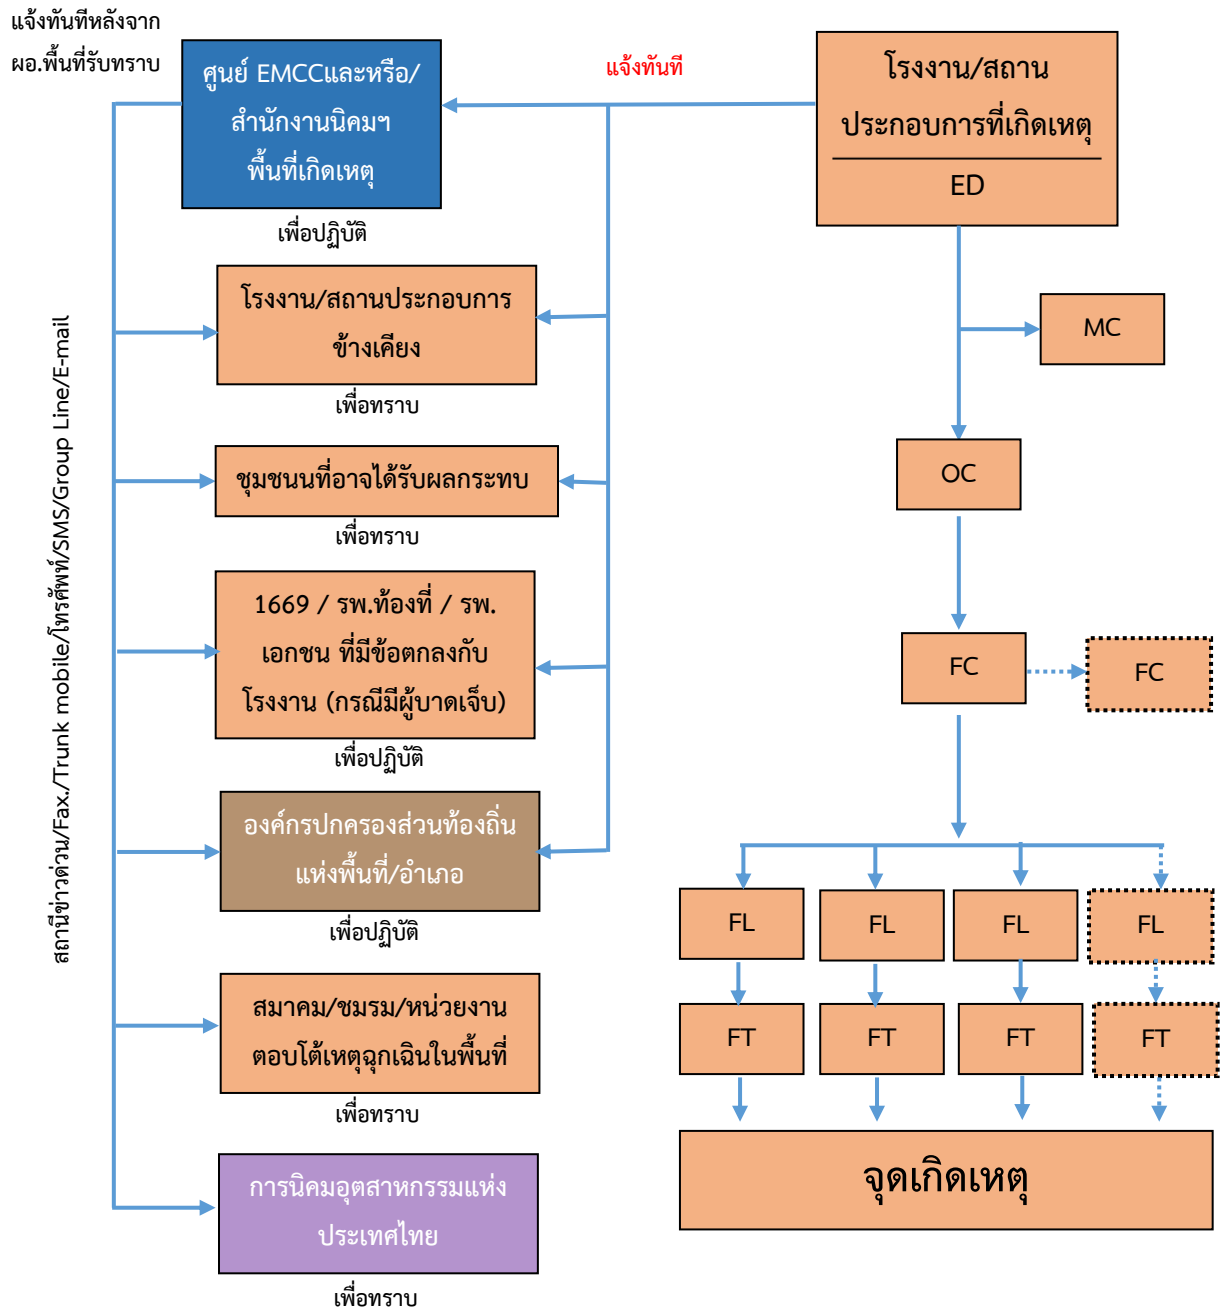 แจ้งทันทีหลังจาก
ผอ.พื้นที่รับทราบ
ศูนย์ EMCCและหรือ/
สำนักงานนิคมฯ
พื้นที่เกิดเหตุ
เพื่อปฏิบัติ
แจ้งทันที
โรงงาน/สถาน
ประกอบการที่เกิดเหตุ
ED
โรงงาน/สถานประกอบการ
ข้างเคียง
เพื่อทราบ
MC
ชุมชนนที่อาจได้รับผลกระทบ
เพื่อทราบ
OC
1669 / รพ.ท้องที่ / รพ.
เอกชน ที่มีข้อตกลงกับ
โรงงาน (กรณีมีผู้บาดเจ็บ)
เพื่อปฏิบัติ
FC
FC
องค์กรปกครองส่วนท้องถิ่น
แห่งพื้นที่/อำเภอ
เพื่อปฏิบัติ
FL
FL
FL
FL
สมาคม/ชมรม/หน่วยงาน
ตอบโต้เหตุฉุกเฉินในพื้นที่
เพื่อทราบ
FT
FT
FT
FT
การนิคมอุตสาหกรรมแห่ง
ประเทศไทย
เพื่อทราบ
จุดเกิดเหตุ
สถานีข่าวด่วน/Fax./Trunk mobile/โทรศัพท์/SMS/Group Line/E-mail